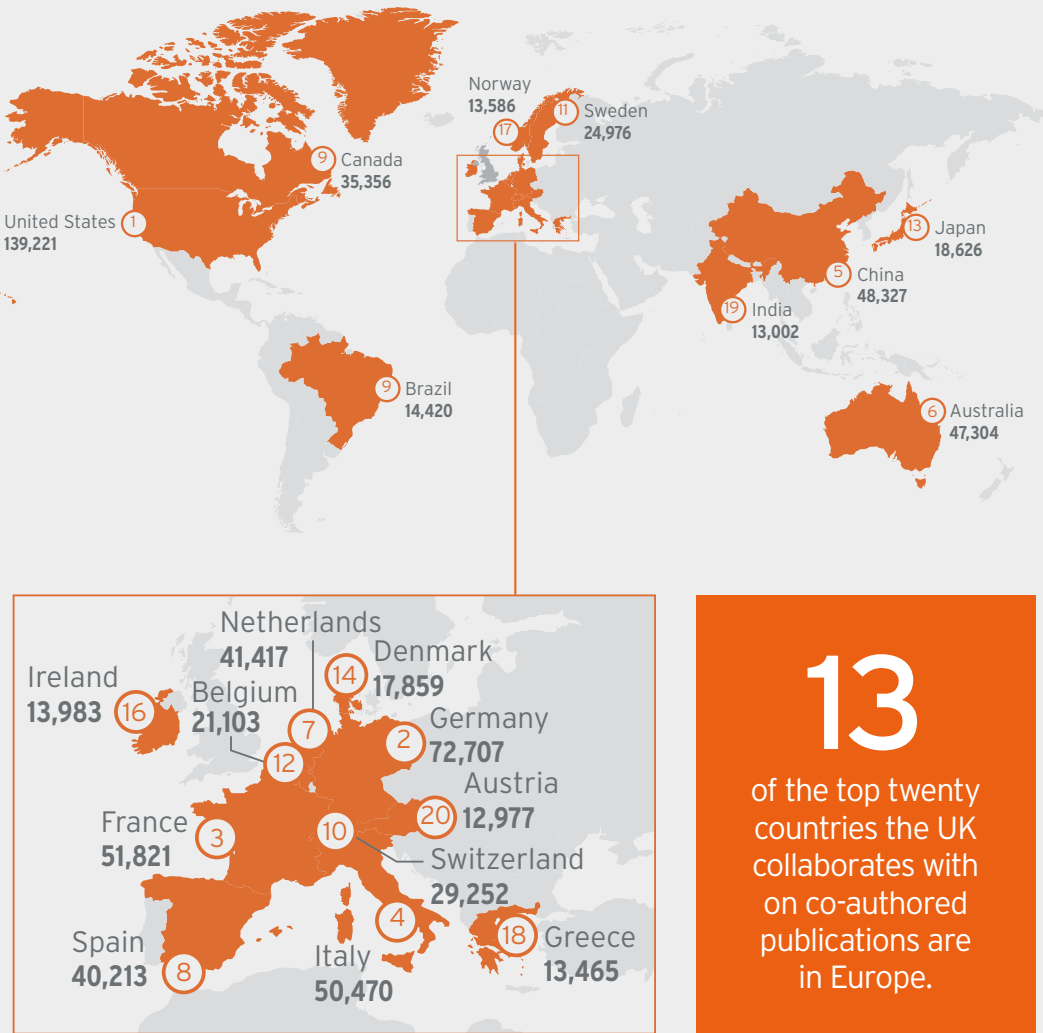 Norway
13,586
17
11
Sweden
24,976
9
Canada
35,356
United States
1
139,221
13
Japan
18,626
5
China
48,327
19
India
13,002
9
Brazil
14,420
6
Australia
47,304
Netherlands
41,417
7
Denmark
14
17,859
Ireland
13,983
16
Belgium
21,103
12
Germany
2
72,707
Austria
20
12,977
France
3
51,821
10
Switzerland
29,252
Spain
40,213
8
4
Italy
50,470
18
Greece
13,465
13
of the top twenty
countries the UK
collaborates with
on co-authored
publications are
in Europe.